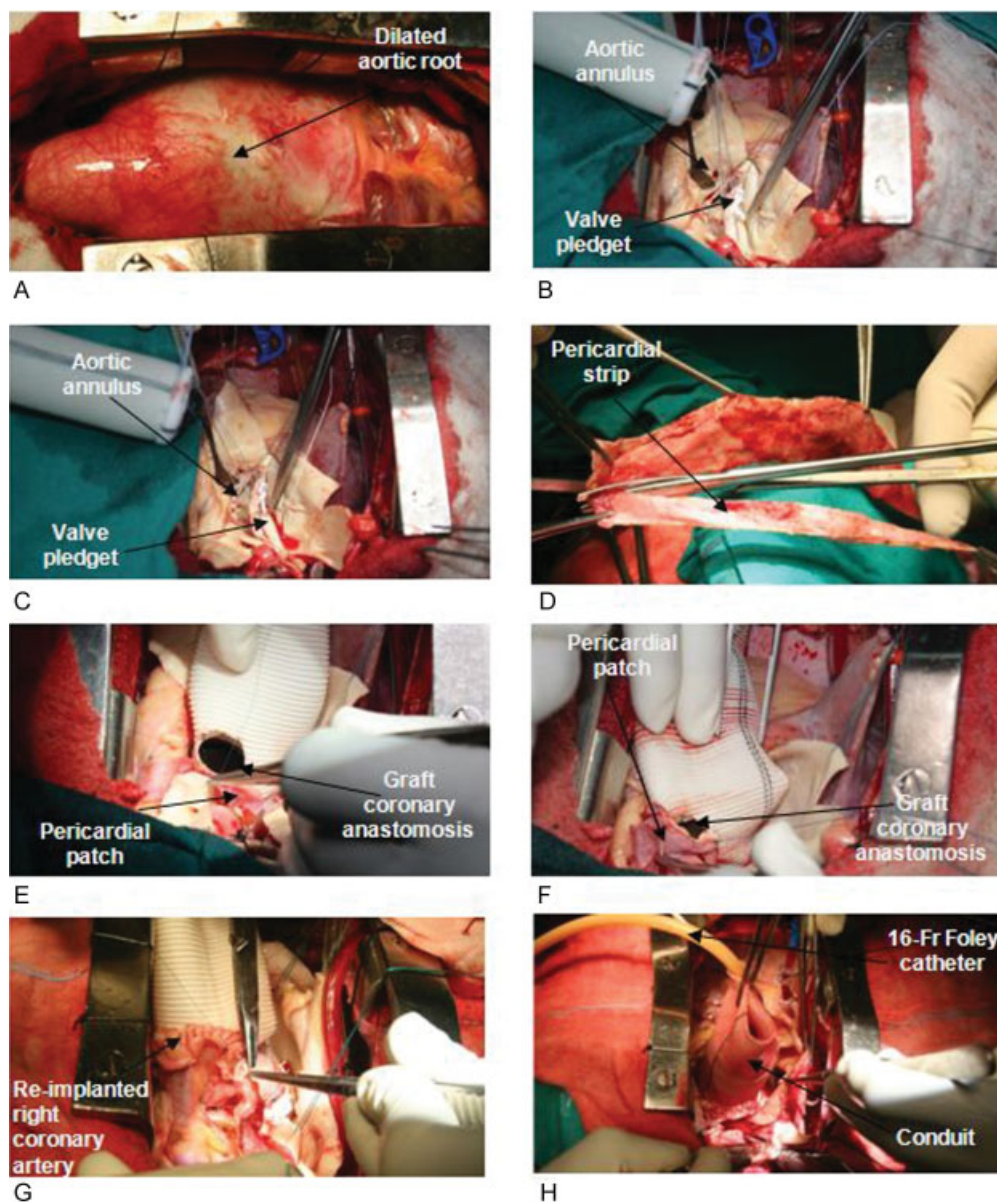 Dilated
aortic root
A
Aortic
annulus
Valve
pledget
B
Aortic
annulus
Valve
pledget
C
Pericardial
strip
D
Graft
coronary
anastomosis
Pericardial
patch
E
Pericardial
patch
Graft
coronary
anastomosis
F
Re-implanted
right
coronary
artery
G
16-Fr Foley
catheter
Conduit
H